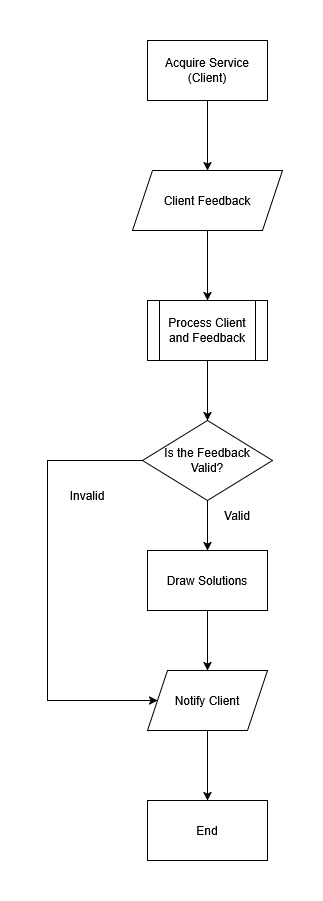 Acquire Service
(Client)
Client Feedback
Process Client
and Feedback
Is the Feedback
Valid?
Invalid
Valid
Draw Solutions
Notify Client
End